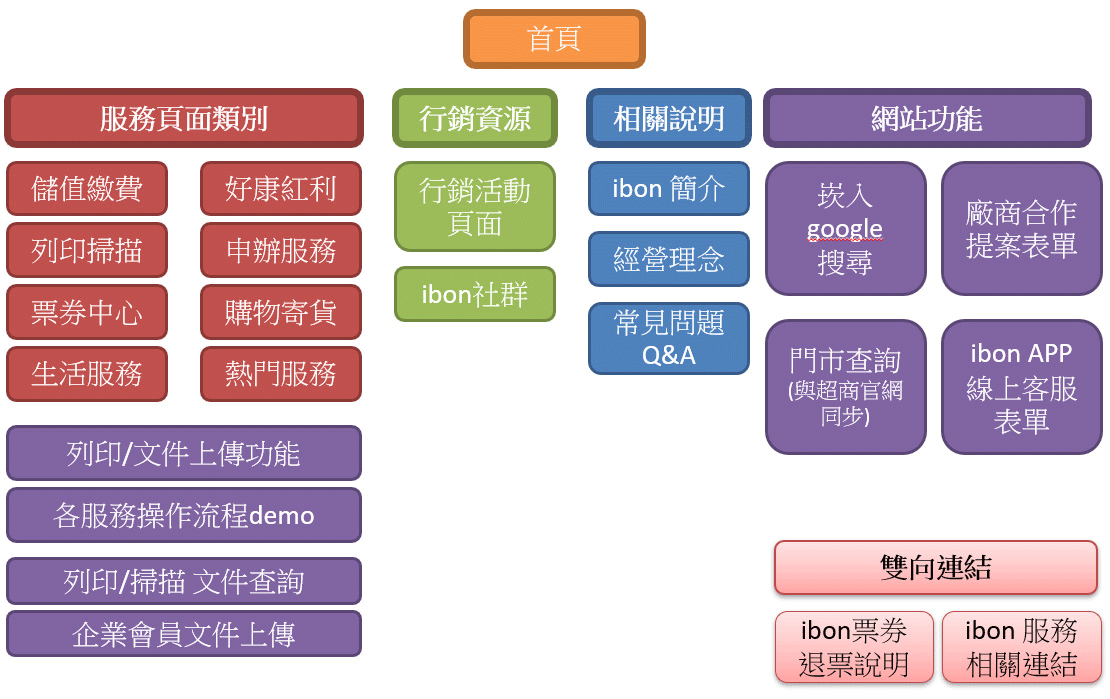 首頁
服務頁面類別
行銷資源
相關說明
網站功能
儲值繳費
好康紅利
列印掃描
申辦服務
票券中心
購物寄貨
生活服務
熱門服務
列印/文件上傳功能
各服務操作流程demo
列印/掃描 文件查詢
企業會員文件上傳
行銷活動
頁面
ibon社群
ibon 簡介
經營理念
常見問題
Q&A
崁入
google
搜尋
廠商合作
提案表單
門市查詢
(與超商官網
同步)
ibon APP
線上客服
表單
雙向連結
ibon票券
退票說明
ibon 服務
相關連結